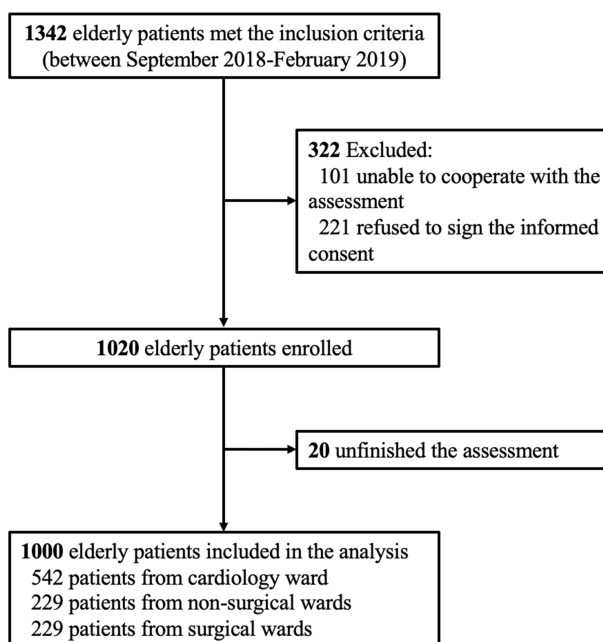 1342 elderly patients met the inclusion criteria
(between September 2018-February 2019)
322 Excluded:
101 unable to cooperate with the
assessment
221 refused to sign the informed
consent
1020 elderly patients enrolled
20 unfinished the assessment
1000 elderly patients included in the analysis
542 patients from cardiology ward
229 patients from non-surgical wards
229 patients from surgical wards